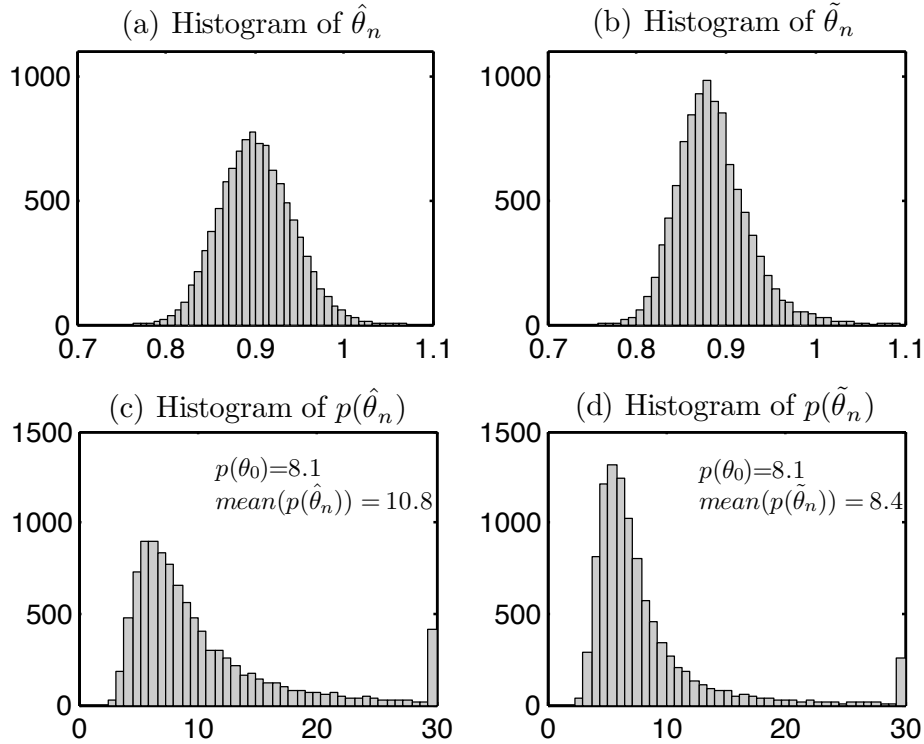 (a) Histogram of θ̂ₙ
(b) Histogram of θ̃ₙ
1000
500
0
0.7 0.8 0.9 1 1.1
1000
500
0
0.7 0.8 0.9 1 1.1
(c) Histogram of p(θ̂ₙ)
(d) Histogram of p(θ̃ₙ)
1500
1000
500
0
p(θ₀)=8.1
mean(p(θ̂ₙ)) = 10.8
0 10 20 30
1500
1000
500
0
p(θ₀)=8.1
mean(p(θ̃ₙ)) = 8.4
0 10 20 30